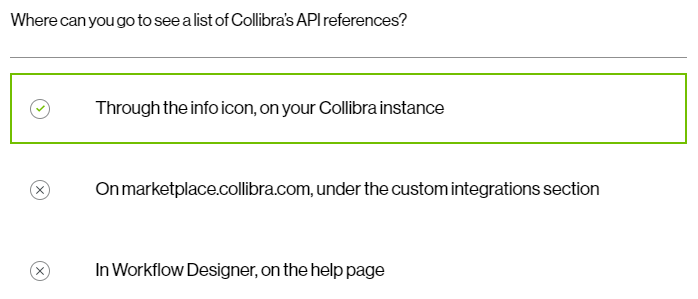 Where can you go to see a list of Collibra's API references?
Through the info icon, on your Collibra instance
On marketplace.collibra.com, under the custom integrations section
In Workflow Designer, on the help page